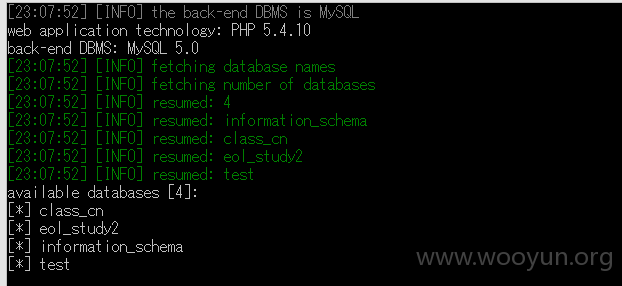 [23:07:52] [INFO] the back-end DBMS is MySQL
web application technology: PHP 5.4.10
back-end DBMS: MySQL 5.0
[23:07:52] [INFO] fetching database names
[23:07:52] [INFO] fetching number of databases
[23:07:52] [INFO] resumed: 4
[23:07:52] [INFO] resumed: information_schema
[23:07:52] [INFO] resumed: class_cn
[23:07:52] [INFO] resumed: eol_study2
[23:07:52] [INFO] resumed: test
available databases [4]:
[*] class_cn
[*] eol_study2
[*] information_schema
[*] test
www.wooyun.org